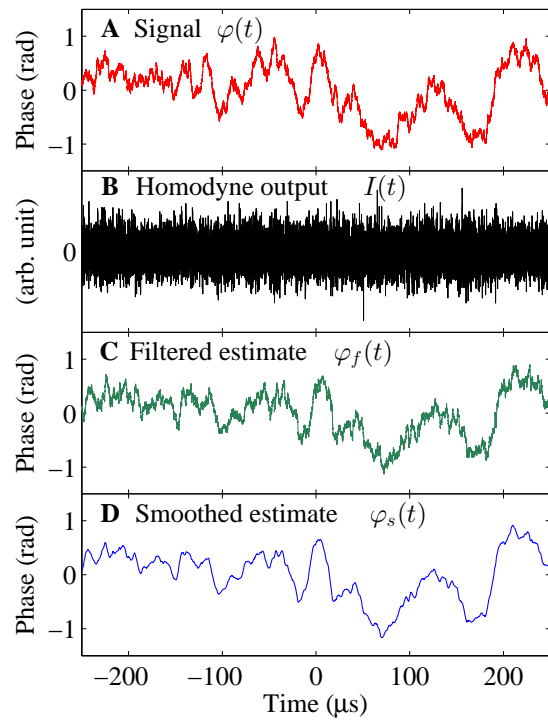 A Signal φ(t)
Phase (rad)
1
0
−1
B Homodyne output I(t)
(arb. unit)
0
C Filtered estimate φ_f(t)
Phase (rad)
1
0
−1
D Smoothed estimate φ_s(t)
Phase (rad)
1
0
−1
−200 −100 0 100 200
Time (μs)